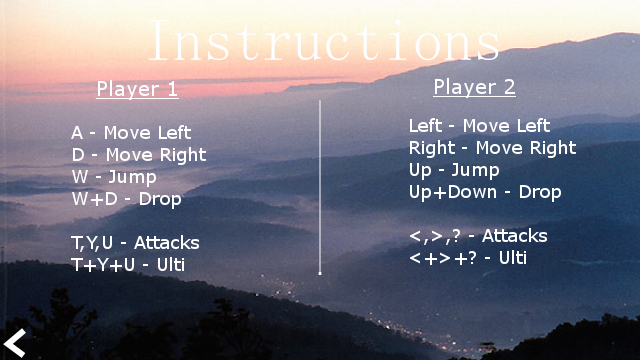 Instructions
Player 1
A - Move Left
D - Move Right
W - Jump
W+D - Drop
T,Y,U - Attacks
T+Y+U - Ulti
Player 2
Left - Move Left
Right - Move Right
Up - Jump
Up+Down - Drop
<,>,? - Attacks
<+>+? - Ulti